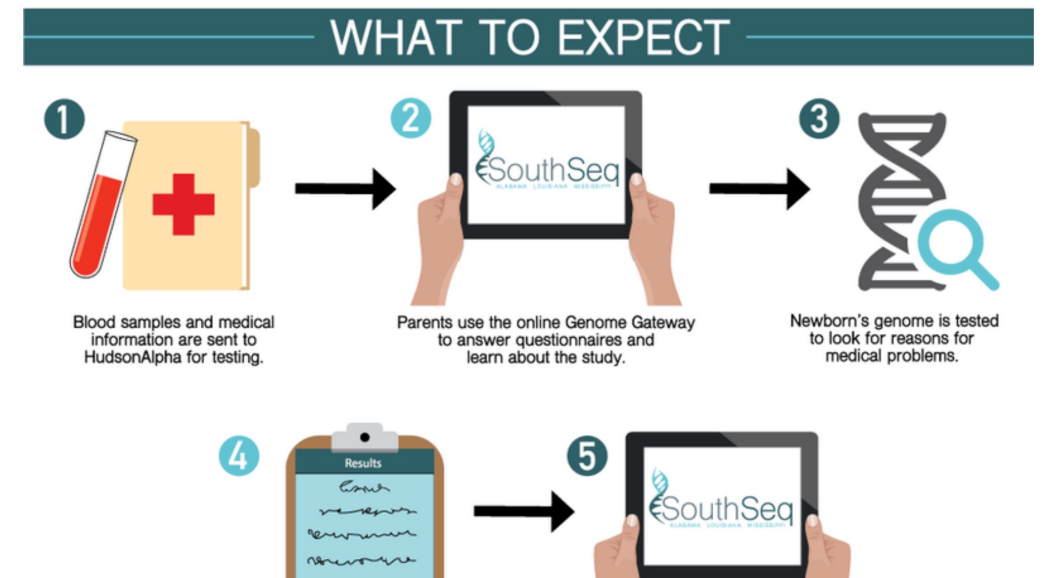 WHAT TO EXPECT
1
2
3
SouthSeq
ALABAMA LOUISIANA MISSISSIPPI
Blood samples and medical
information are sent to
HudsonAlpha for testing.
Parents use the online Genome Gateway
to answer questionnaires and
learn about the study.
Newborn's genome is tested
to look for reasons for
medical problems.
4
Results
5
SouthSeq
ALABAMA LOUISIANA MISSISSIPPI